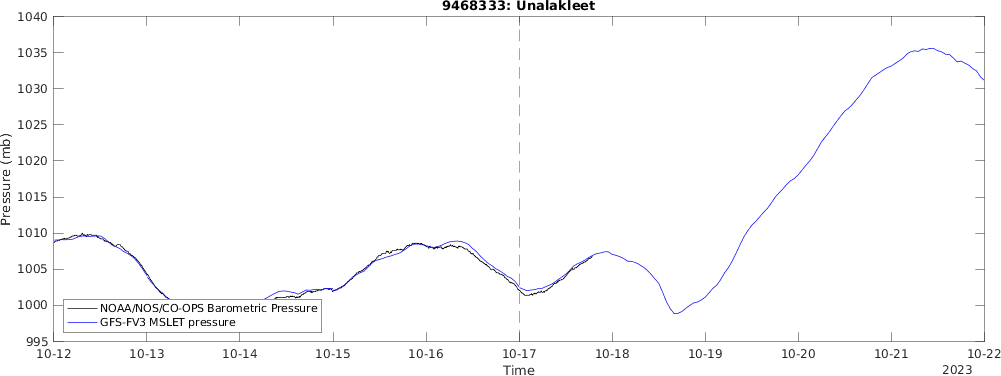 9468333: Unalakleet
1040
1035
1030
1025
1020
1015
1010
1005
1000
995
Pressure (mb)
NOAA/NOS/CO-OPS Barometric Pressure
GFS-FV3 MSLET pressure
10-12 10-13 10-14 10-15 10-16 10-17 10-18 10-19 10-20 10-21 10-22
Time
2023